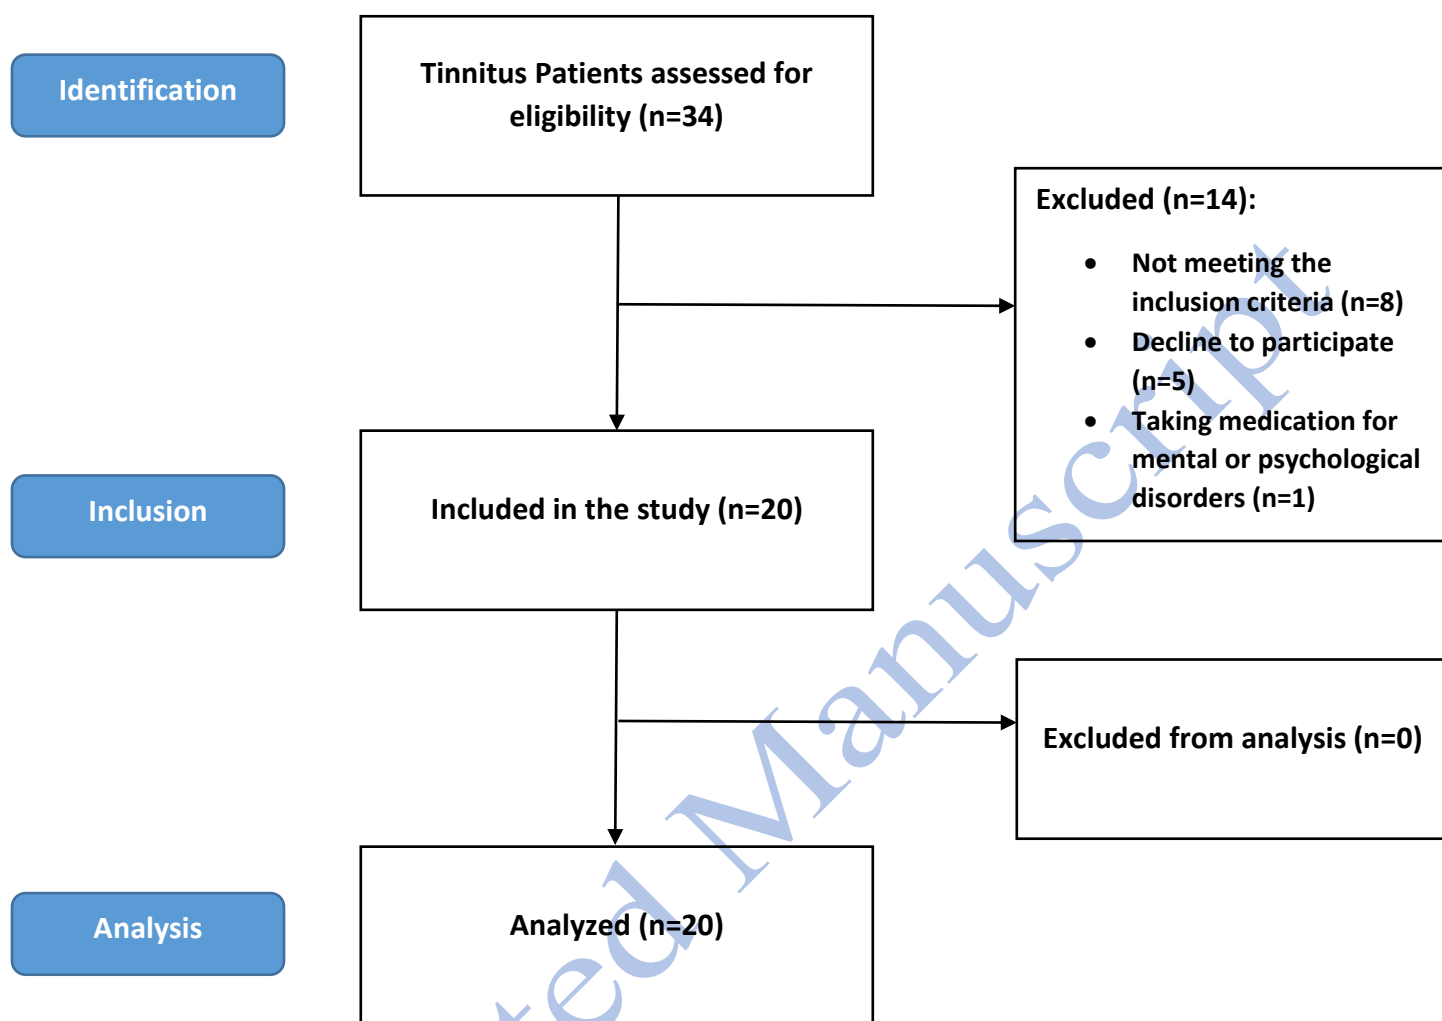 Identification
Tinnitus Patients assessed for
eligibility (n=34)
Excluded (n=14):
• Not meeting the
inclusion criteria (n=8)
• Decline to participate
(n=5)
• Taking medication for
mental or psychological
disorders (n=1)
Inclusion
Included in the study (n=20)
Excluded from analysis (n=0)
Analysis
Analyzed (n=20)
ted Manuscript